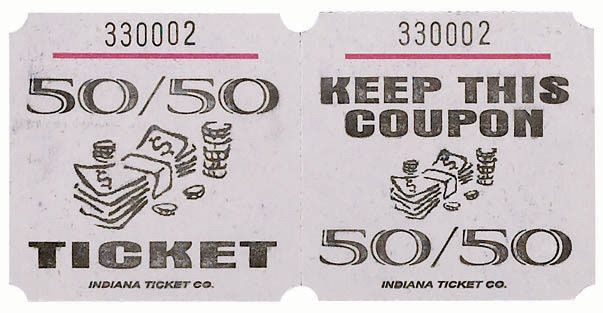 330002
50/50
$
$
TICKET
INDIANA TICKET CO.
330002
KEEP THIS
COUPON
$
$
50/50
INDIANA TICKET CO.